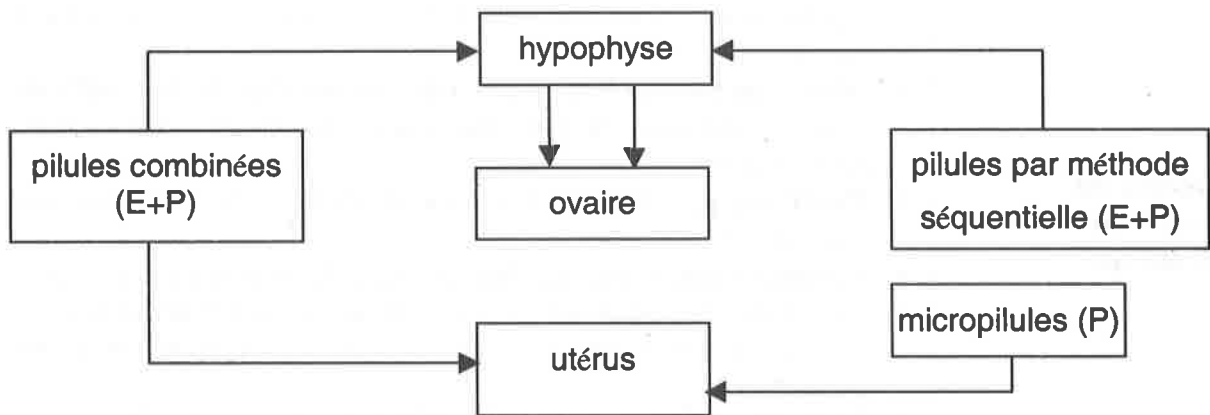 hypophyse
pilules combinées
(E+P)
ovaire
pilules par méthode
séquentielle (E+P)
micropilules (P)
utérus